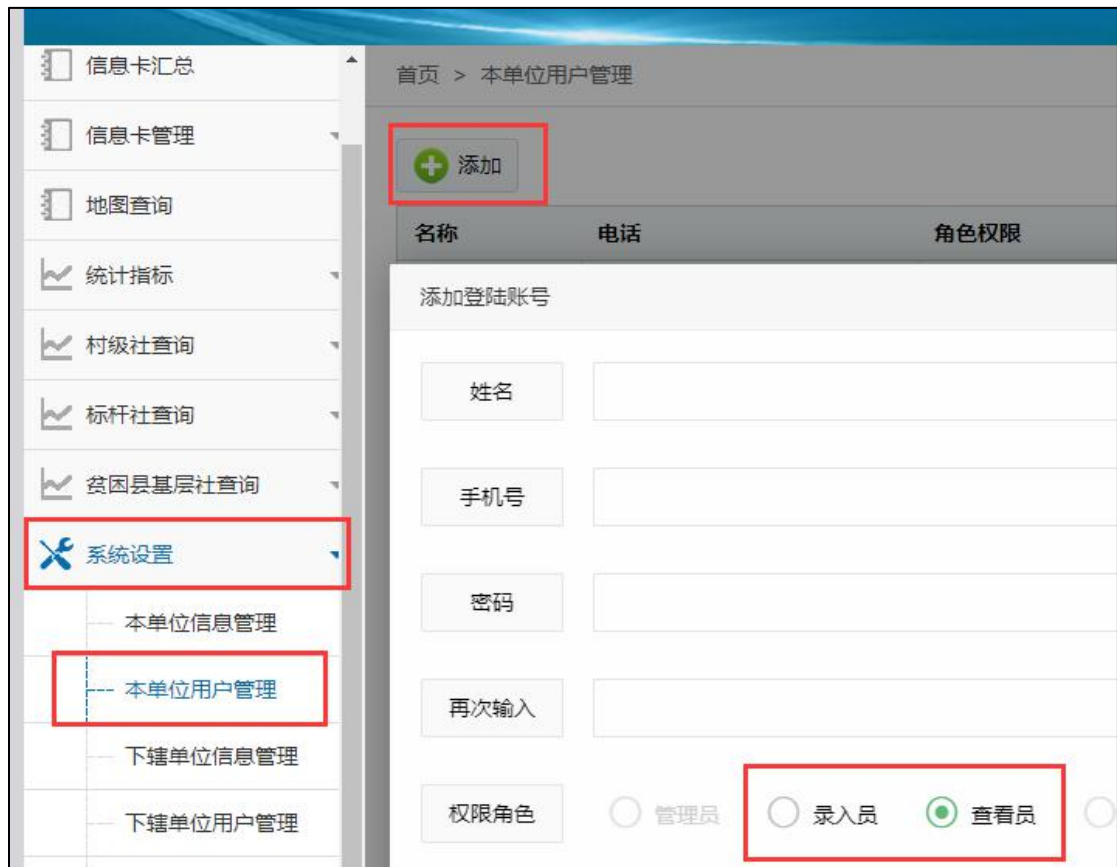 信息卡汇总
信息卡管理
地图查询
统计指标
村级社查询
标杆社查询
贫困县基层社查询
系统设置
本单位信息管理
本单位用户管理
下辖单位信息管理
下辖单位用户管理
首页 > 本单位用户管理
添加
名称 电话 角色权限
添加登陆账号
姓名
手机号
密码
再次输入
权限角色 管理员 录入员 查看员